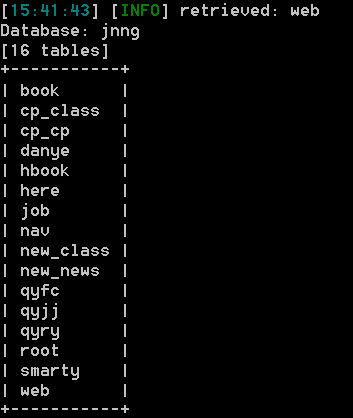 [15:41:43] [INFO] retrieved: web
Database: jnng
[16 tables]
+-----------+
| book      |
| cp_class  |
| cp_cp     |
| danye     |
| hbook     |
| here      |
| job       |
| nav       |
| new_class |
| new_news  |
| qyfc      |
| qyjj      |
| qyry      |
| root      |
| smarty    |
| web       |
+-----------+